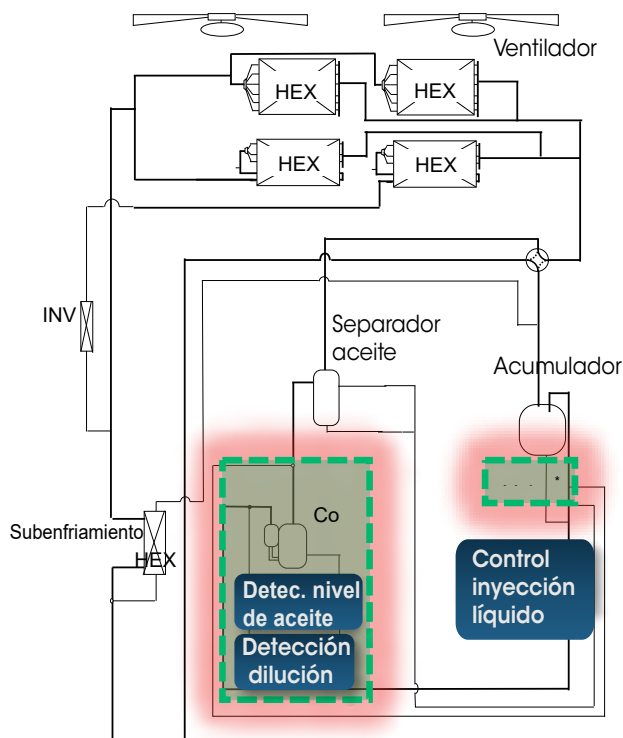 Ventilador
HEX
HEX
HEX
HEX
INV
Separador
aceite
Acumulador
Co
Subenfriamiento
HEX
Detec. nivel
de aceite
Detección
dilución
. . . *
Control
inyección
líquido